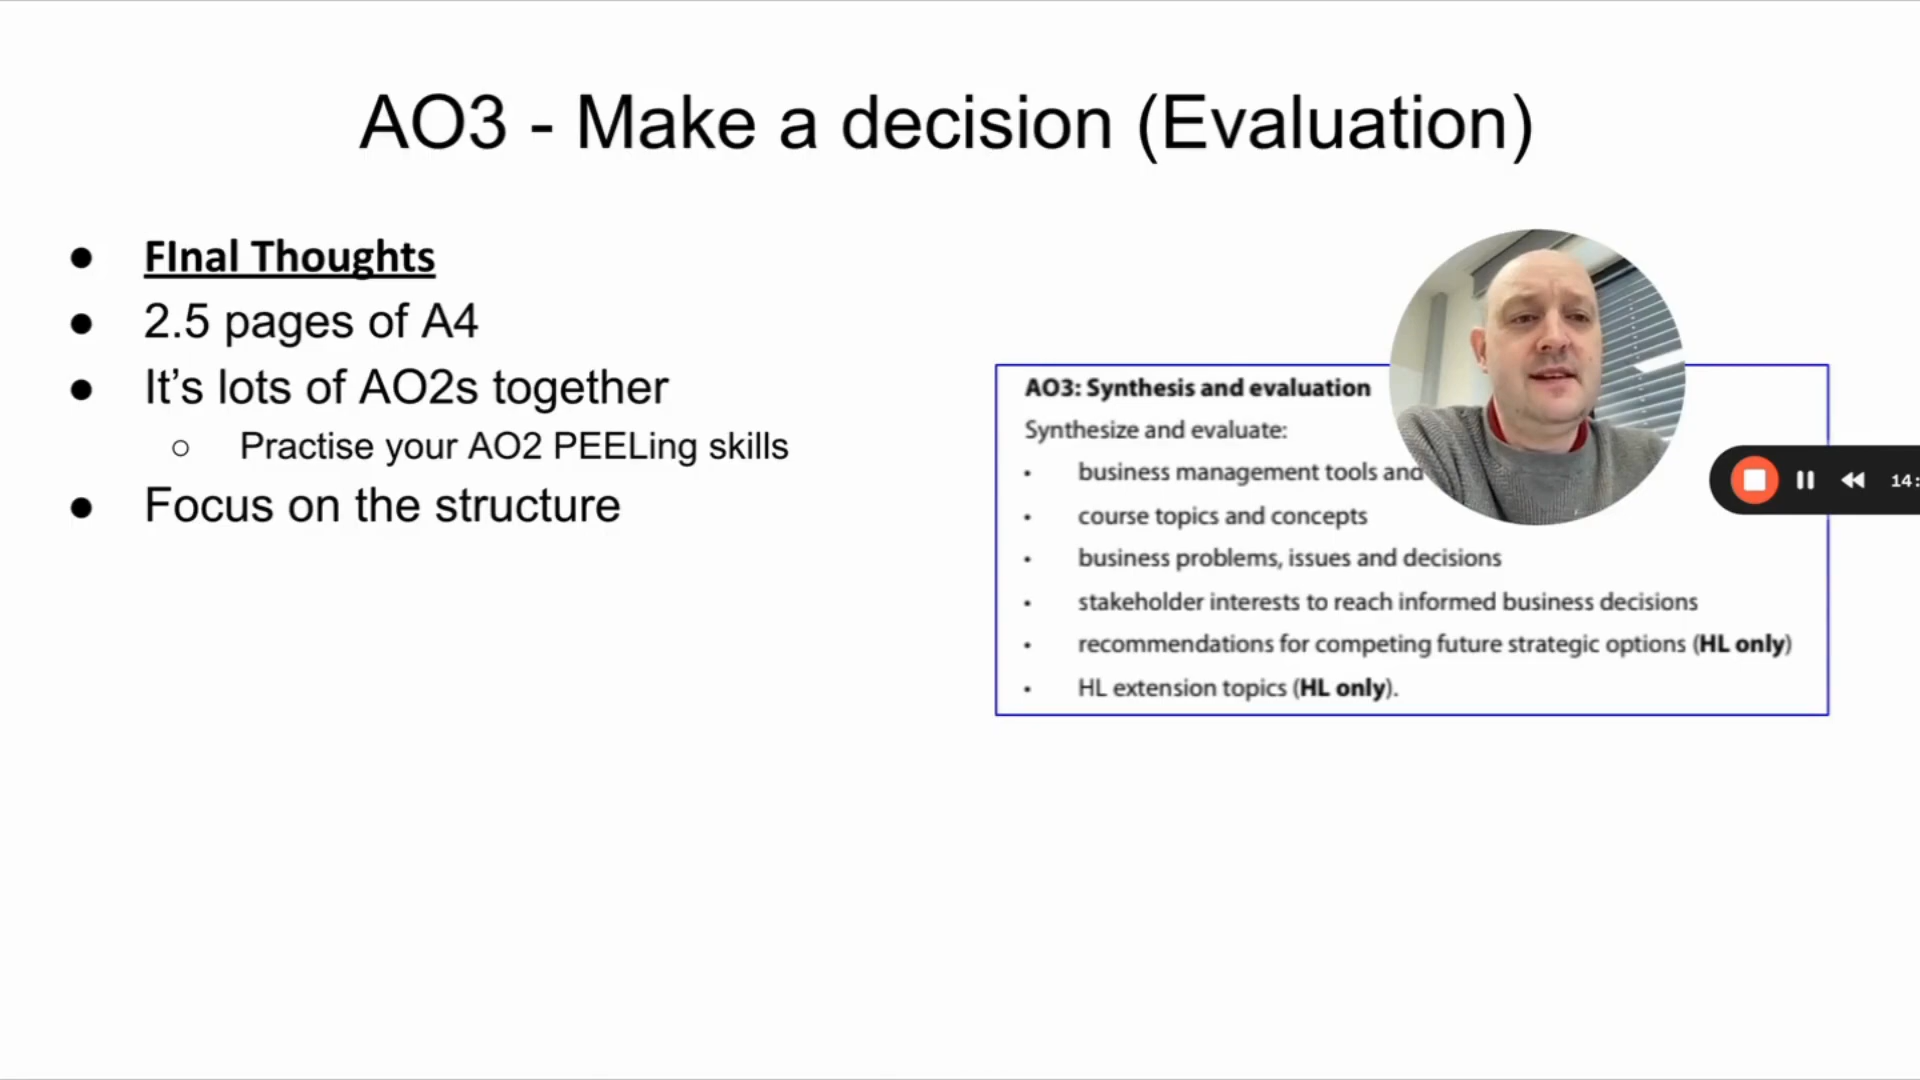 AO3 - Make a decision (Evaluation)
FInal Thoughts
2.5 pages of A4
It's lots of AO2s together
Practise your AO2 PEELing skills
Focus on the structure
AO3: Synthesis and evaluation
Synthesize and evaluate:
business management tools and
course topics and concepts
business problems, issues and decisions
stakeholder interests to reach informed business decisions
recommendations for competing future strategic options (HL only)
HL extension topics (HL only).
14: